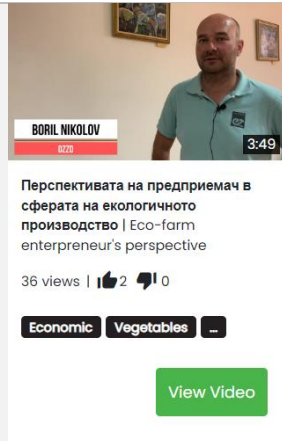 BORIL NIKOLOV
OZZO
3:49
Перспективата на предприемач в
сферата на екологичното
производство | Eco-farm
enterpreneur's perspective
36 views | 2 0
Economic Vegetables ...
View Video